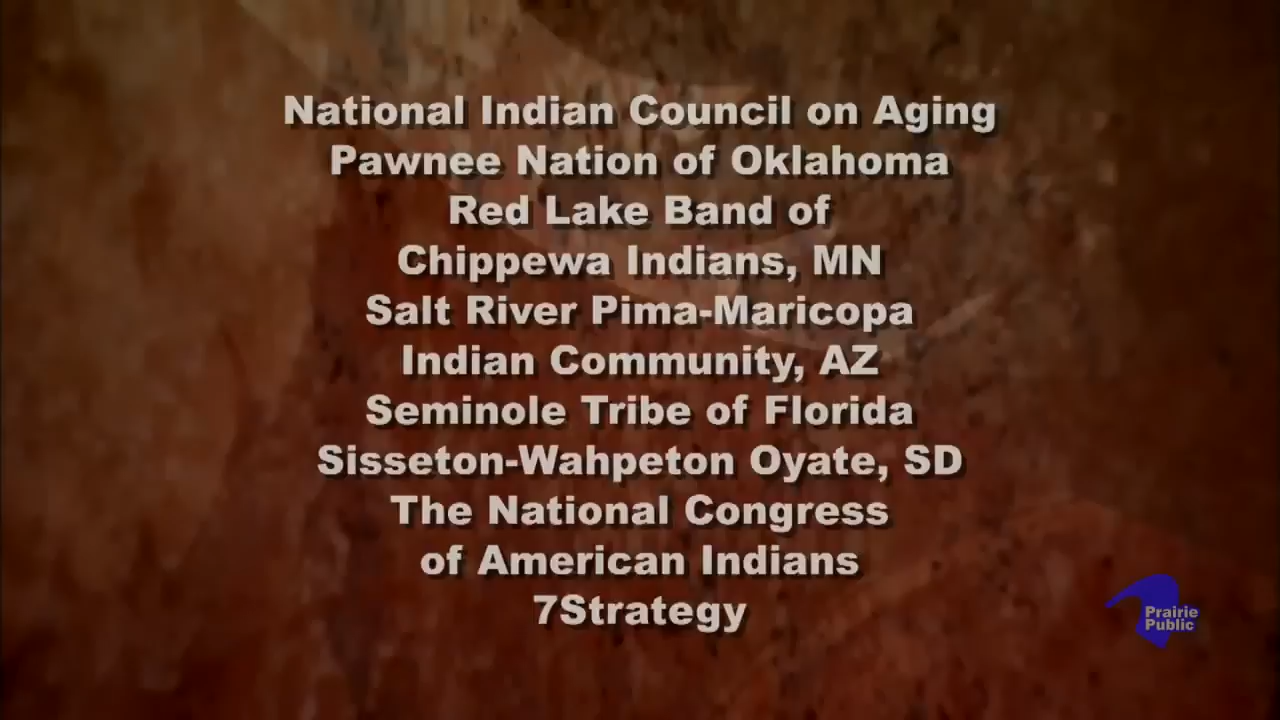 National Indian Council on Aging
Pawnee Nation of Oklahoma
Red Lake Band of
Chippewa Indians, MN
Salt River Pima-Maricopa
Indian Community, AZ
Seminole Tribe of Florida
Sisseton-Wahpeton Oyate, SD
The National Congress
of American Indians
7Strategy
Prairie
Public